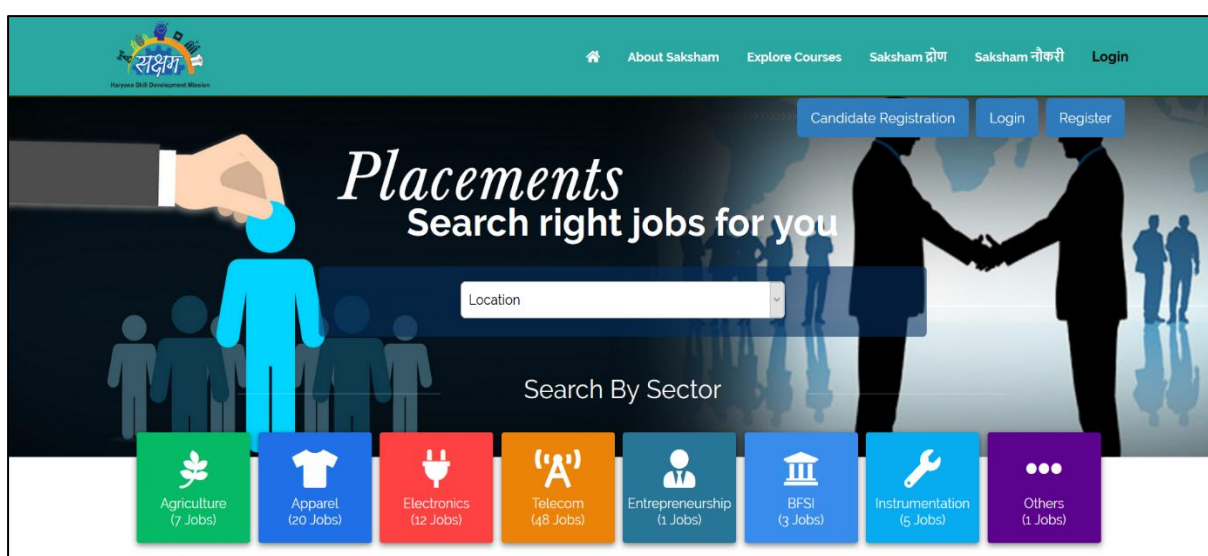 सक्षम
Haryana Skill Development Mission
About Saksham
Explore Courses
Saksham द्रोण
Saksham नौकरी
Login
Candidate Registration
Login
Register
Placements
Search right jobs for you
Location
Search By Sector
Agriculture
(7 Jobs)
Apparel
(20 Jobs)
Electronics
(12 Jobs)
Telecom
(48 Jobs)
Entrepreneurship
(1 Jobs)
BFSI
(3 Jobs)
Instrumentation
(5 Jobs)
Others
(1 Jobs)